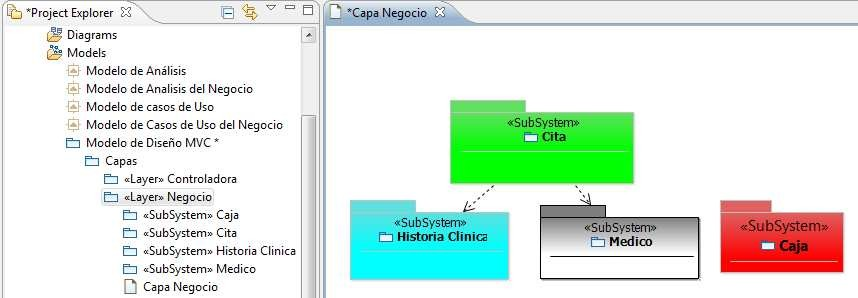 *Project Explorer
Diagrams
Models
Modelo de Análisis
Modelo de Analisis del Negocio
Modelo de casos de Uso
Modelo de Casos de Uso del Negocio
Modelo de Diseño MVC *
Capas
«Layer» Controladora
«Layer» Negocio
«SubSystem» Caja
«SubSystem» Cita
«SubSystem» Historia Clinica
«SubSystem» Medico
Capa Negocio
*Capa Negocio
«SubSystem»
Cita
«SubSystem»
Historia Clinica
«SubSystem»
Medico
«SubSystem»
Caja